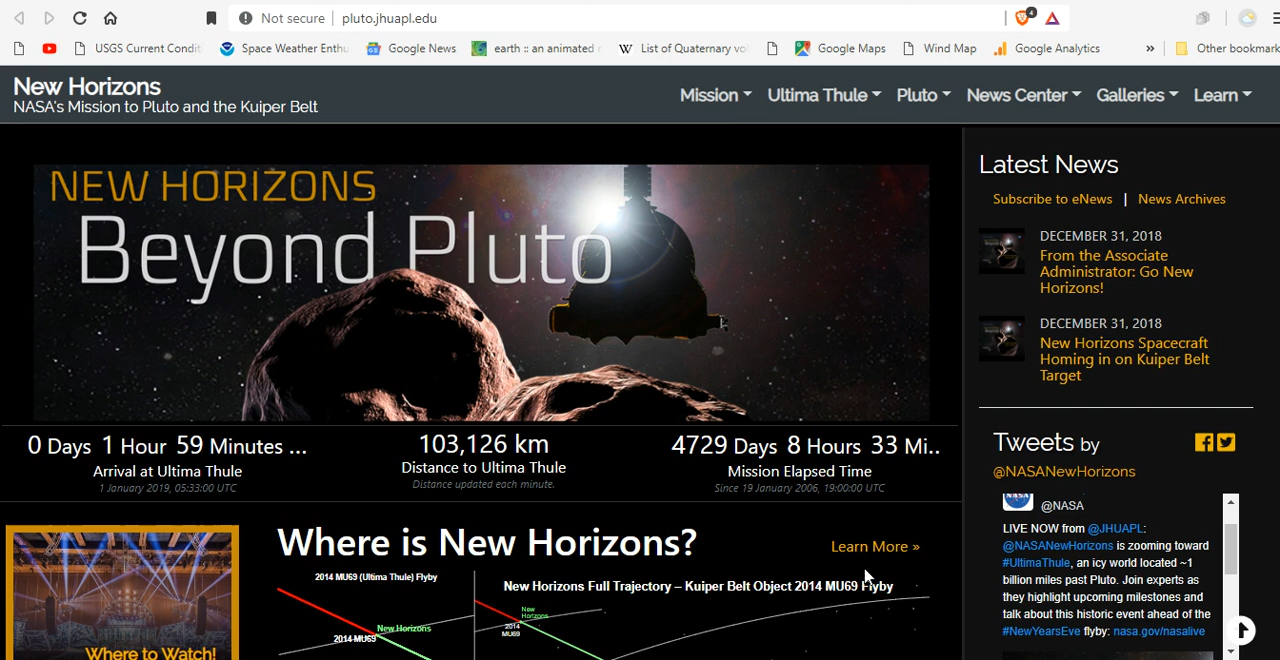 Not secure | pluto.jhuapl.edu
4
USGS Current Condit
Space Weather Enthu
Google News
earth :: an animated
W List of Quaternary vo
Google Maps
Wind Map
Google Analytics
»
Other bookmark
New Horizons
NASA's Mission to Pluto and the Kuiper Belt
Mission
Ultima Thule
Pluto
News Center
Galleries
Learn
NEW HORIZONS
Beyond Pluto
0 Days 1 Hour 59 Minutes ...
Arrival at Ultima Thule
1 January 2019, 05:33:00 UTC
103,126 km
Distance to Ultima Thule
Distance updated each minute.
4729 Days 8 Hours 33 Mi..
Mission Elapsed Time
Since 19 January 2006, 19:00:00 UTC
Where to Watch!
Where is New Horizons?
Learn More »
2014 MU69 (Ultima Thule) Flyby
New Horizons
2014 MU69
New Horizons Full Trajectory – Kuiper Belt Object 2014 MU69 Flyby
New
Horizons
2014
MU69
Latest News
Subscribe to eNews | News Archives
DECEMBER 31, 2018
From the Associate
Administrator: Go New
Horizons!
DECEMBER 31, 2018
New Horizons Spacecraft
Homing in on Kuiper Belt
Target
Tweets by
@NASANewHorizons
NASA
@NASA
LIVE NOW from @JHUAPL:
@NASANewHorizons is zooming toward
#UltimaThule, an icy world located ~1
billion miles past Pluto. Join experts as
they highlight upcoming milestones and
talk about this historic event ahead of the
#NewYearsEve flyby: nasa.gov/nasalive